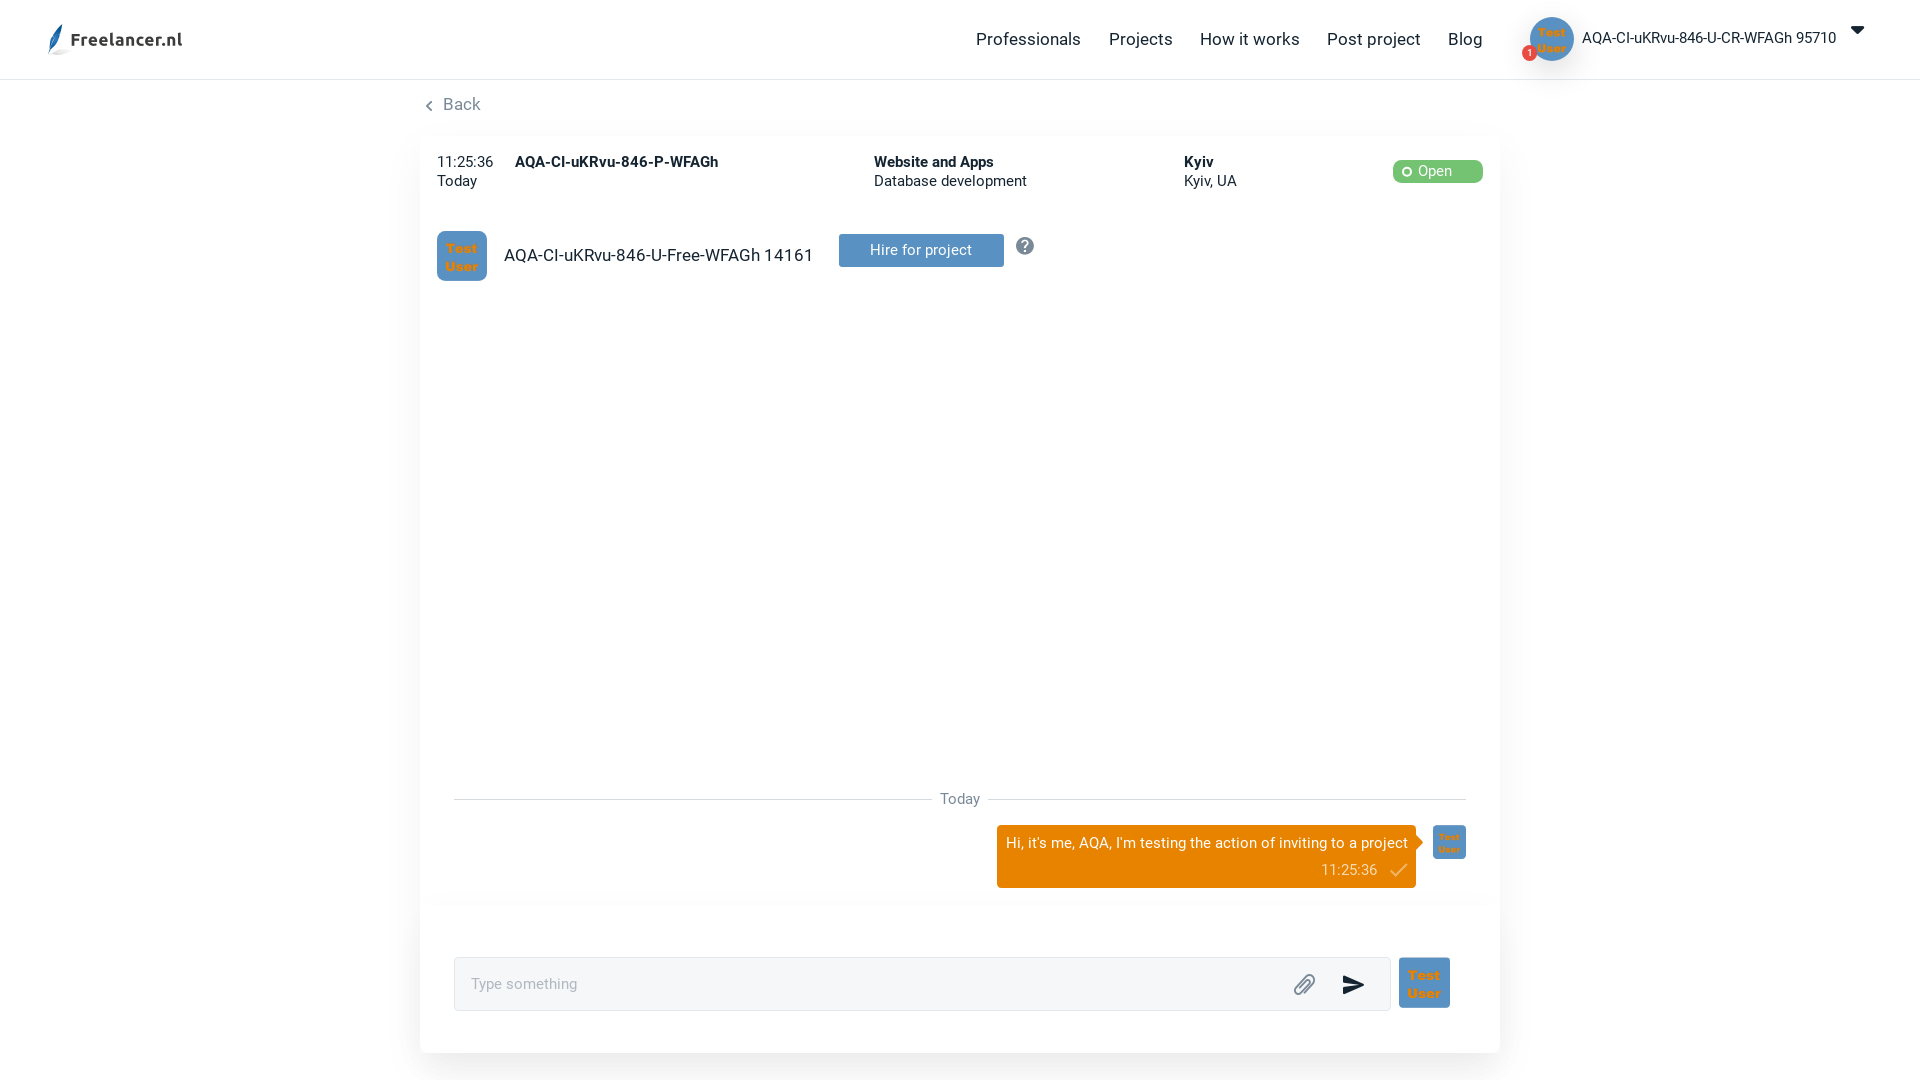 Freelancer.nl
Professionals
Projects
How it works
Post project
Blog
Test
User
1
AQA-CI-uKRvu-846-U-CR-WFAGh 95710
Back
11:25:36
Today
AQA-CI-uKRvu-846-P-WFAGh
Website and Apps
Database development
Kyiv
Kyiv, UA
Open
Test
User
AQA-CI-uKRvu-846-U-Free-WFAGh 14161
Hire for project
?
Today
Hi, it's me, AQA, I'm testing the action of inviting to a project
11:25:36
Test
User
Type something
Test
User